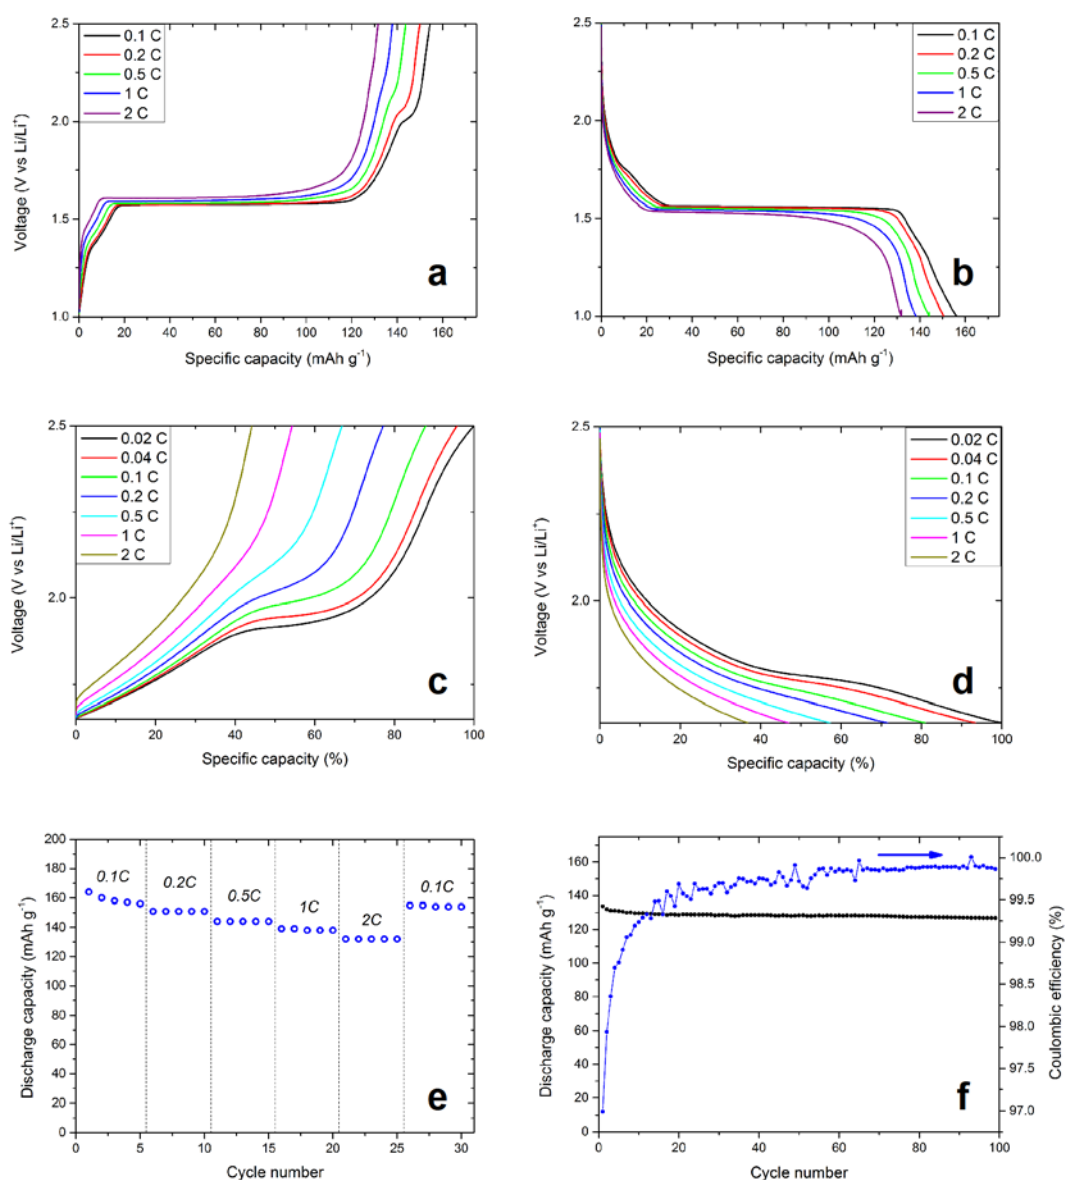 2.5
2.0
1.5
1.0
Voltage (V vs Li/Li⁺)
0.1 C
0.2 C
0.5 C
1 C
2 C
a
0 20 40 60 80 100 120 140 160
Specific capacity (mAh g⁻¹)
2.5
2.0
1.5
1.0
Voltage (V vs Li/Li⁺)
0.1 C
0.2 C
0.5 C
1 C
2 C
b
0 20 40 60 80 100 120 140 160
Specific capacity (mAh g⁻¹)
2.5
2.0
Voltage (V vs Li/Li⁺)
0.02 C
0.04 C
0.1 C
0.2 C
0.5 C
1 C
2 C
c
0 20 40 60 80 100
Specific capacity (%)
2.5
2.0
Voltage (V vs Li/Li⁺)
0.02 C
0.04 C
0.1 C
0.2 C
0.5 C
1 C
2 C
d
0 20 40 60 80 100
Specific capacity (%)
200
180
160
140
120
100
80
60
40
20
0
Discharge capacity (mAh g⁻¹)
0.1C
0.2C
0.5C
1C
2C
0.1C
e
0 5 10 15 20 25 30
Cycle number
160
140
120
100
80
60
40
20
0
Discharge capacity (mAh g⁻¹)
100.0
99.5
99.0
98.5
98.0
97.5
97.0
Coulombic efficiency (%)
f
0 20 40 60 80 100
Cycle number